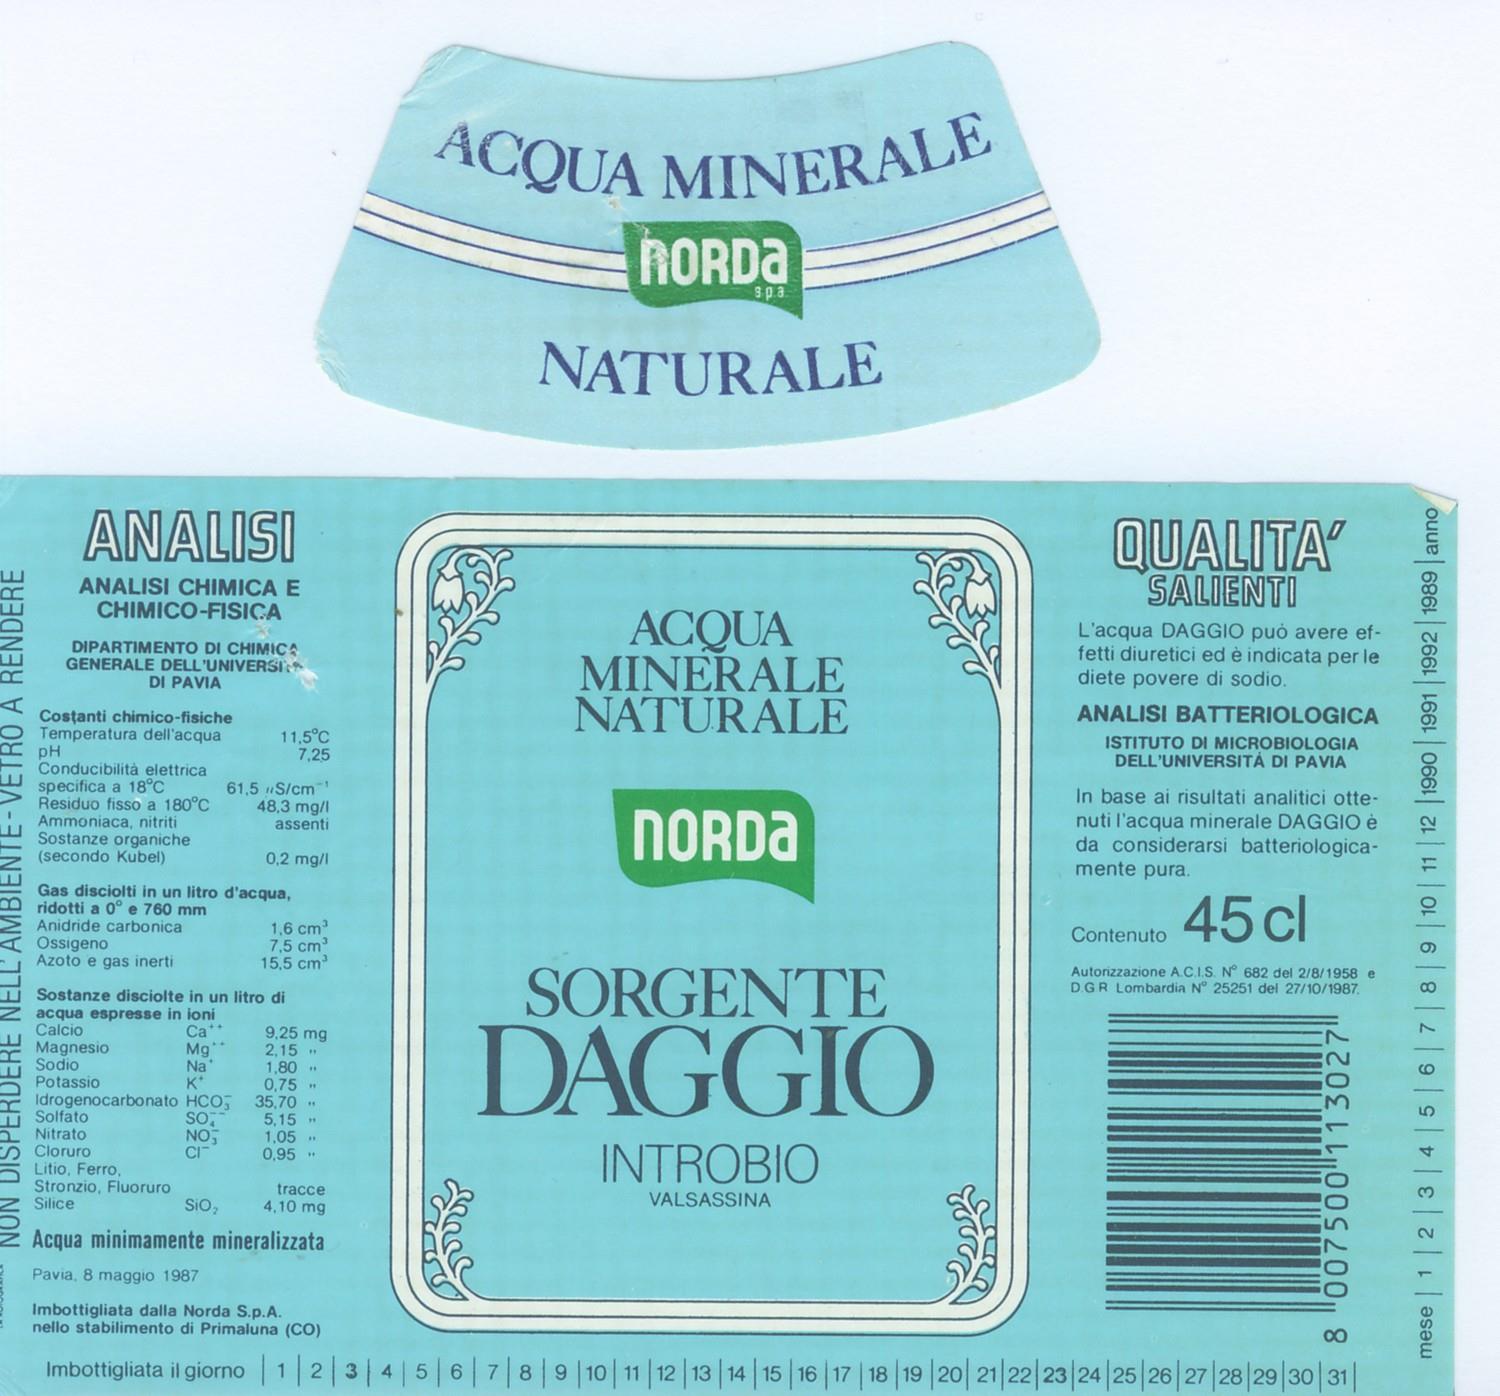 ACQUA MINERALE
NORDa
s.p.a.
NATURALE
NON DISPERDERE NELL'AMBIENTE-VETRO A RENDERE
ANALISI
ANALISI CHIMICA E
CHIMICO-FISICA
DIPARTIMENTO DI CHIMICA
GENERALE DELL'UNIVERSI
DI PAVIA
Costanti chimico-fisiche
Temperatura dell'acqua 11,5°C
pH 7,25
Conducibilità elettrica
specifica a 18°C 61,5 µS/cm⁻¹
Residuo fisso a 180°C 48,3 mg/l
Ammoniaca, nitriti assenti
Sostanze organiche
(secondo Kubel) 0,2 mg/l
Gas disciolti in un litro d'acqua,
ridotti a 0° e 760 mm
Anidride carbonica 1,6 cm³
Ossigeno 7,5 cm³
Azoto e gas inerti 15,5 cm³
Sostanze disciolte in un litro di
acqua espresse in ioni
Calcio Ca⁺⁺ 9,25 mg
Magnesio Mg⁺⁺ 2,15 "
Sodio Na⁺ 1,80 "
Potassio K⁺ 0,75 "
Idrogenocarbonato HCO₃⁻ 35,70 "
Solfato SO₄⁻⁻ 5,15 "
Nitrato NO₃⁻ 1,05 "
Cloruro Cl⁻ 0,95 "
Litio, Ferro,
Stronzio, Fluoruro tracce
Silice SiO₂ 4,10 mg
Acqua minimamente mineralizzata
Pavia, 8 maggio 1987
Imbottigliata dalla Norda S.p.A.
nello stabilimento di Primaluna (CO)
ACQUA
MINERALE
NATURALE
NORDa
SORGENTE
DAGGIO
INTROBIO
VALSASSINA
QUALITA'
SALIENTI
L'acqua DAGGIO può avere ef-
fetti diuretici ed è indicata per le
diete povere di sodio.
ANALISI BATTERIOLOGICA
ISTITUTO DI MICROBIOLOGIA
DELL'UNIVERSITÁ DI PAVIA
In base ai risultati analitici otte-
nuti l'acqua minerale DAGGIO è
da considerarsi batteriologica-
mente pura.
Contenuto 45 cl
Autorizzazione A.C.I.S. N° 682 del 2/8/1958 e
D.G.R Lombardia N° 25251 del 27/10/1987.
8 007500 113027
mese | 1 | 2 | 3 | 4 | 5 | 6 | 7 | 8 | 9 | 10 | 11 | 12 | 1990 | 1991 | 1992 | 1989 | anno
Imbottigliata il giorno | 1 | 2 | 3 | 4 | 5 | 6 | 7 | 8 | 9 | 10 | 11 | 12 | 13 | 14 | 15 | 16 | 17 | 18 | 19 | 20 | 21 | 22 | 23 | 24 | 25 | 26 | 27 | 28 | 29 | 30 | 31 |